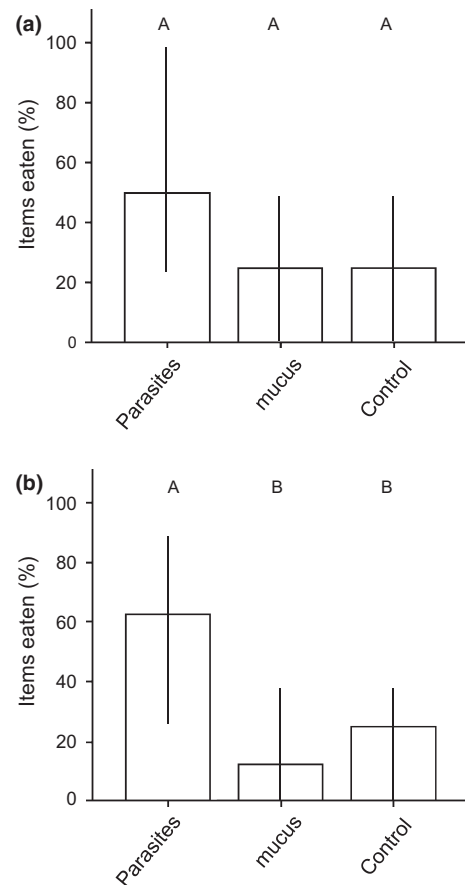 (a)
A A A
100
80
60
40
20
0
Items eaten (%)
Parasites mucus Control
(b)
A B B
100
80
60
40
20
0
Items eaten (%)
Parasites mucus Control